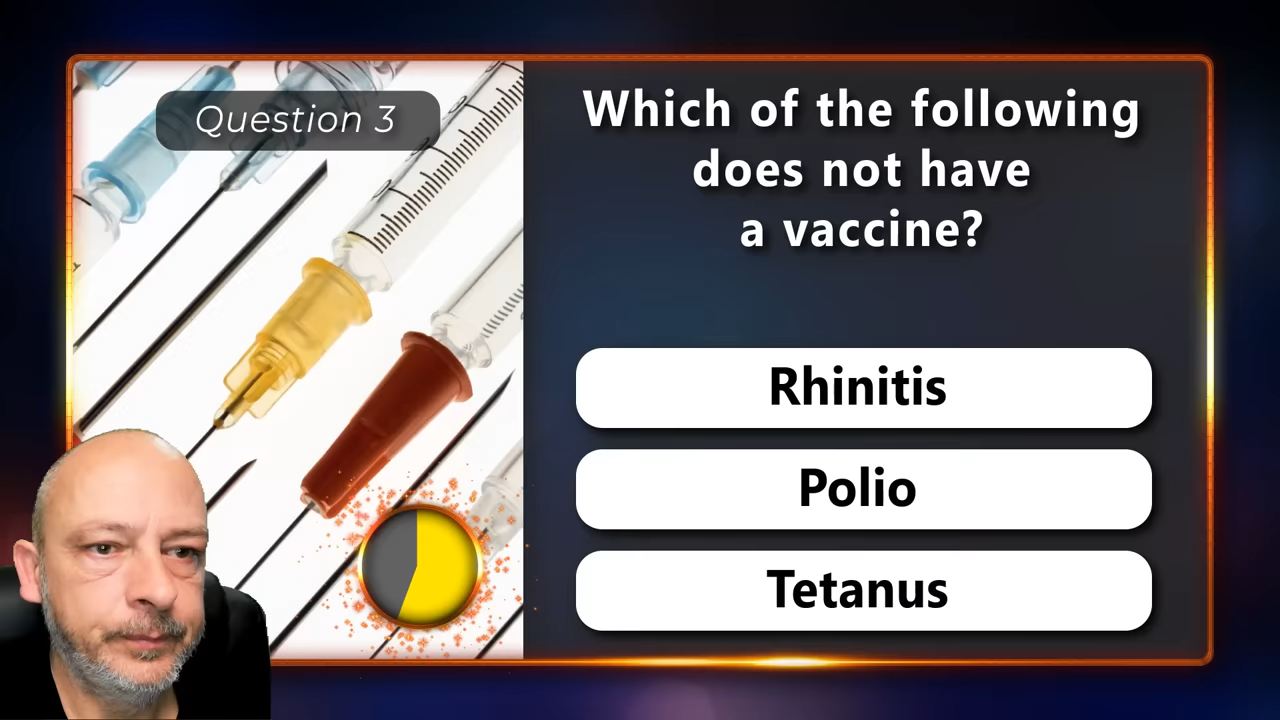 Question 3
Which of the following
does not have
a vaccine?
Rhinitis
Polio
Tetanus